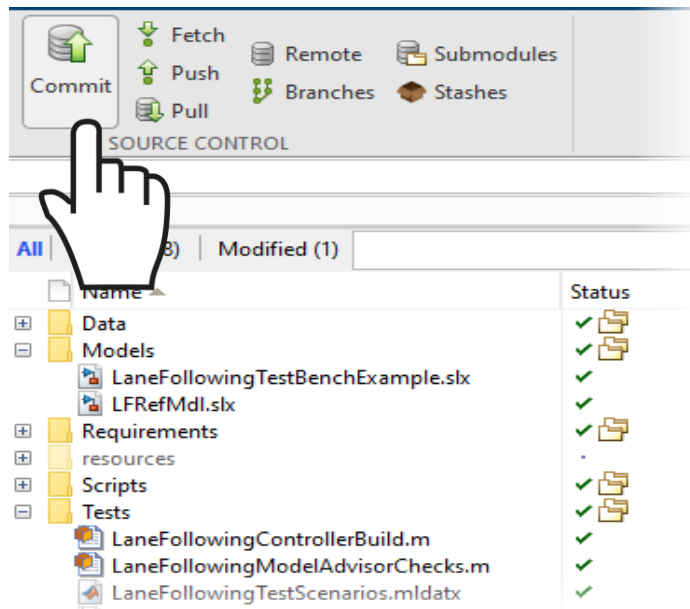 Fetch
Remote
Submodules
Commit
Push
Branches
Stashes
Pull
SOURCE CONTROL
All | 3) | Modified (1)
Name Status
Data
Models
LaneFollowingTestBenchExample.slx
LFRefMdl.slx
Requirements
resources
Scripts
Tests
LaneFollowingControllerBuild.m
LaneFollowingModelAdvisorChecks.m
LaneFollowingTestScenarios.mldatx